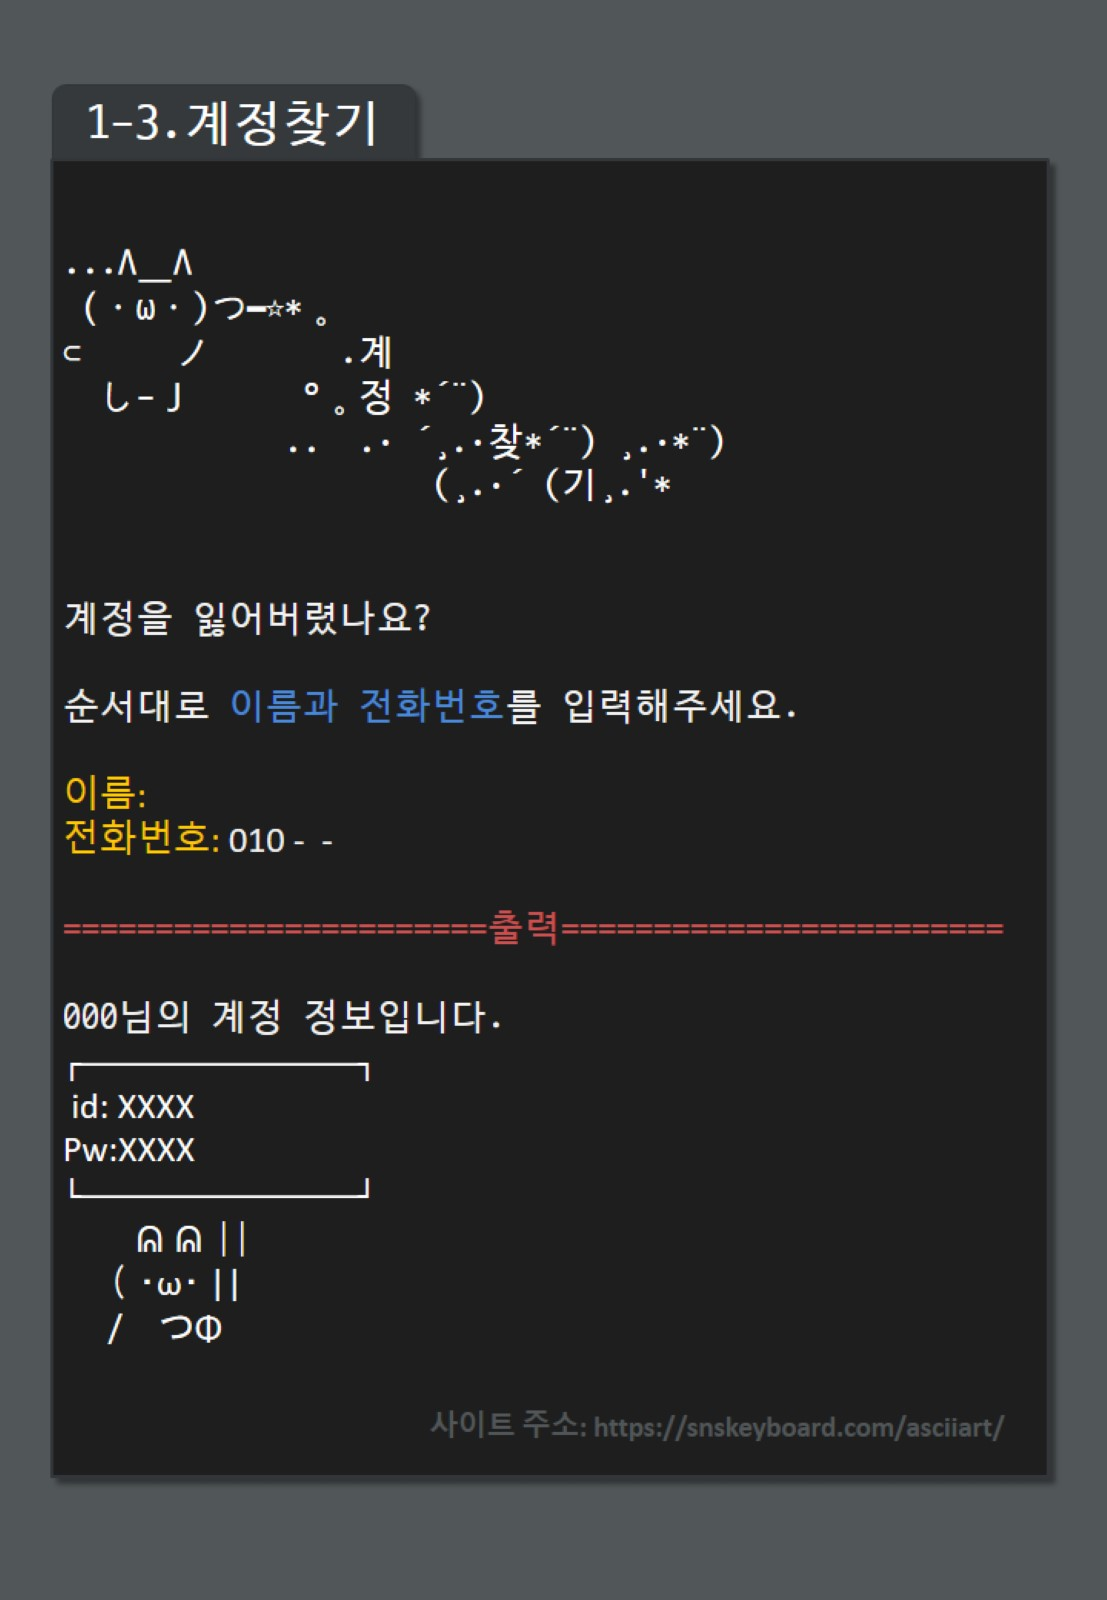 1-3.계정찾기
...Λ＿Λ
 (・ω・)つ━☆*。
⊂     ノ        .계
  し-J      °。정 *´¨)
            ..  .· ´¸.·찾*´¨) ¸.·*¨)
                    (¸.·´ (기¸.'*
계정을 잃어버렸나요?
순서대로 이름과 전화번호를 입력해주세요.
이름:
전화번호: 010 -  -
=======================출력========================
000님의 계정 정보입니다.
┌───────────────┐
id: XXXX
Pw:XXXX
└───────────────┘
    ᕱ ᕱ ||
   ( ･ω･ ||
   /  つΦ
사이트 주소: https://snskeyboard.com/asciiart/